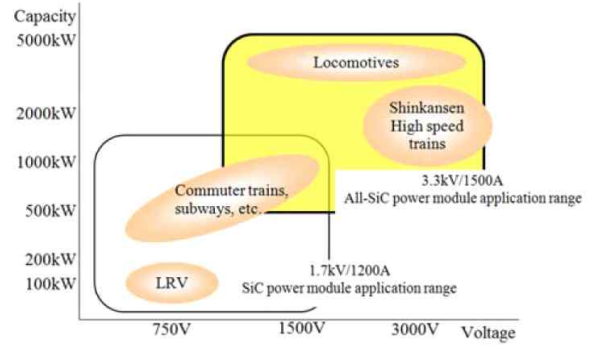 Capacity
5000kW
Locomotives
2000kW
Shinkansen
High speed
trains
1000kW
3.3kV/1500A
All-SiC power module application range
Commuter trains,
subways, etc.
500kW
200kW
1.7kV/1200A
SiC power module application range
100kW
LRV
750V
1500V
3000V
Voltage